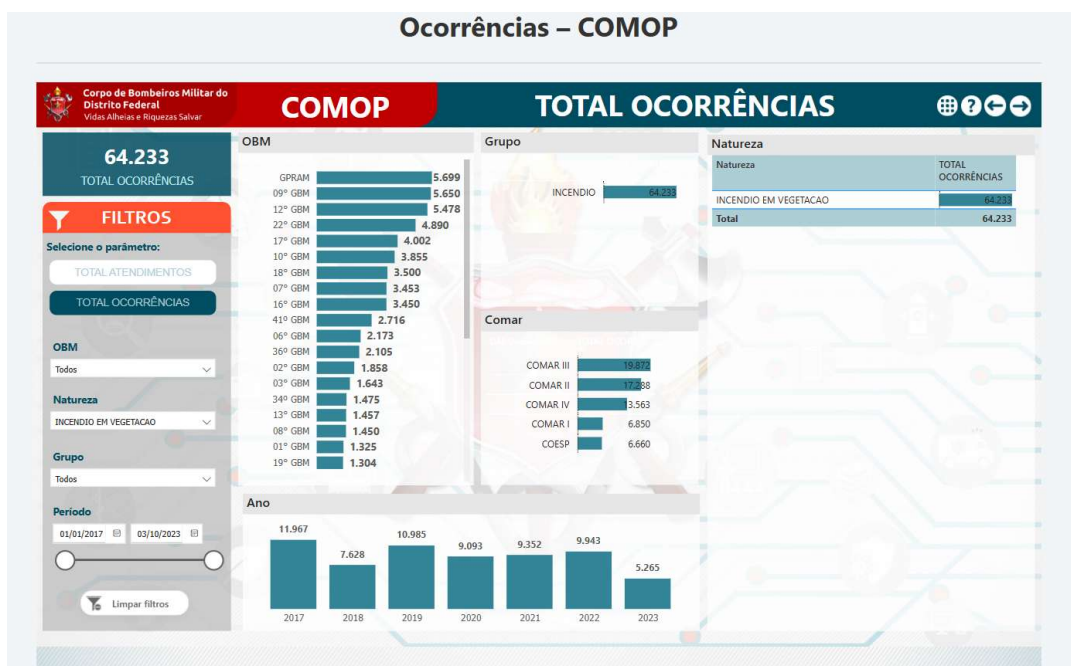 Ocorrências – COMOP
Corpo de Bombeiros Militar do
Distrito Federal
Vidas Alheias e Riquezas Salvar
COMOP
TOTAL OCORRÊNCIAS
64.233
TOTAL OCORRÊNCIAS
FILTROS
Selecione o parâmetro:
TOTAL ATENDIMENTOS
TOTAL OCORRÊNCIAS
OBM
Todos
Natureza
INCENDIO EM VEGETACAO
Grupo
Todos
Período
01/01/2017 03/10/2023
Limpar filtros
OBM
GPRAM 5.699
09º GBM 5.650
12º GBM 5.478
22º GBM 4.890
17º GBM 4.002
10º GBM 3.855
18º GBM 3.500
07º GBM 3.453
16º GBM 3.450
41º GBM 2.716
06º GBM 2.173
36º GBM 2.105
02º GBM 1.858
03º GBM 1.643
34º GBM 1.475
13º GBM 1.457
08º GBM 1.450
01º GBM 1.325
19º GBM 1.304
Grupo
INCENDIO 64.233
Comar
COMAR III 19.872
COMAR II 17.288
COMAR IV 13.563
COMAR I 6.850
COESP 6.660
Natureza
Natureza TOTAL
OCORRÊNCIAS
INCENDIO EM VEGETACAO 64.233
Total 64.233
Ano
11.967 7.628 10.985 9.093 9.352 9.943 5.265
2017 2018 2019 2020 2021 2022 2023